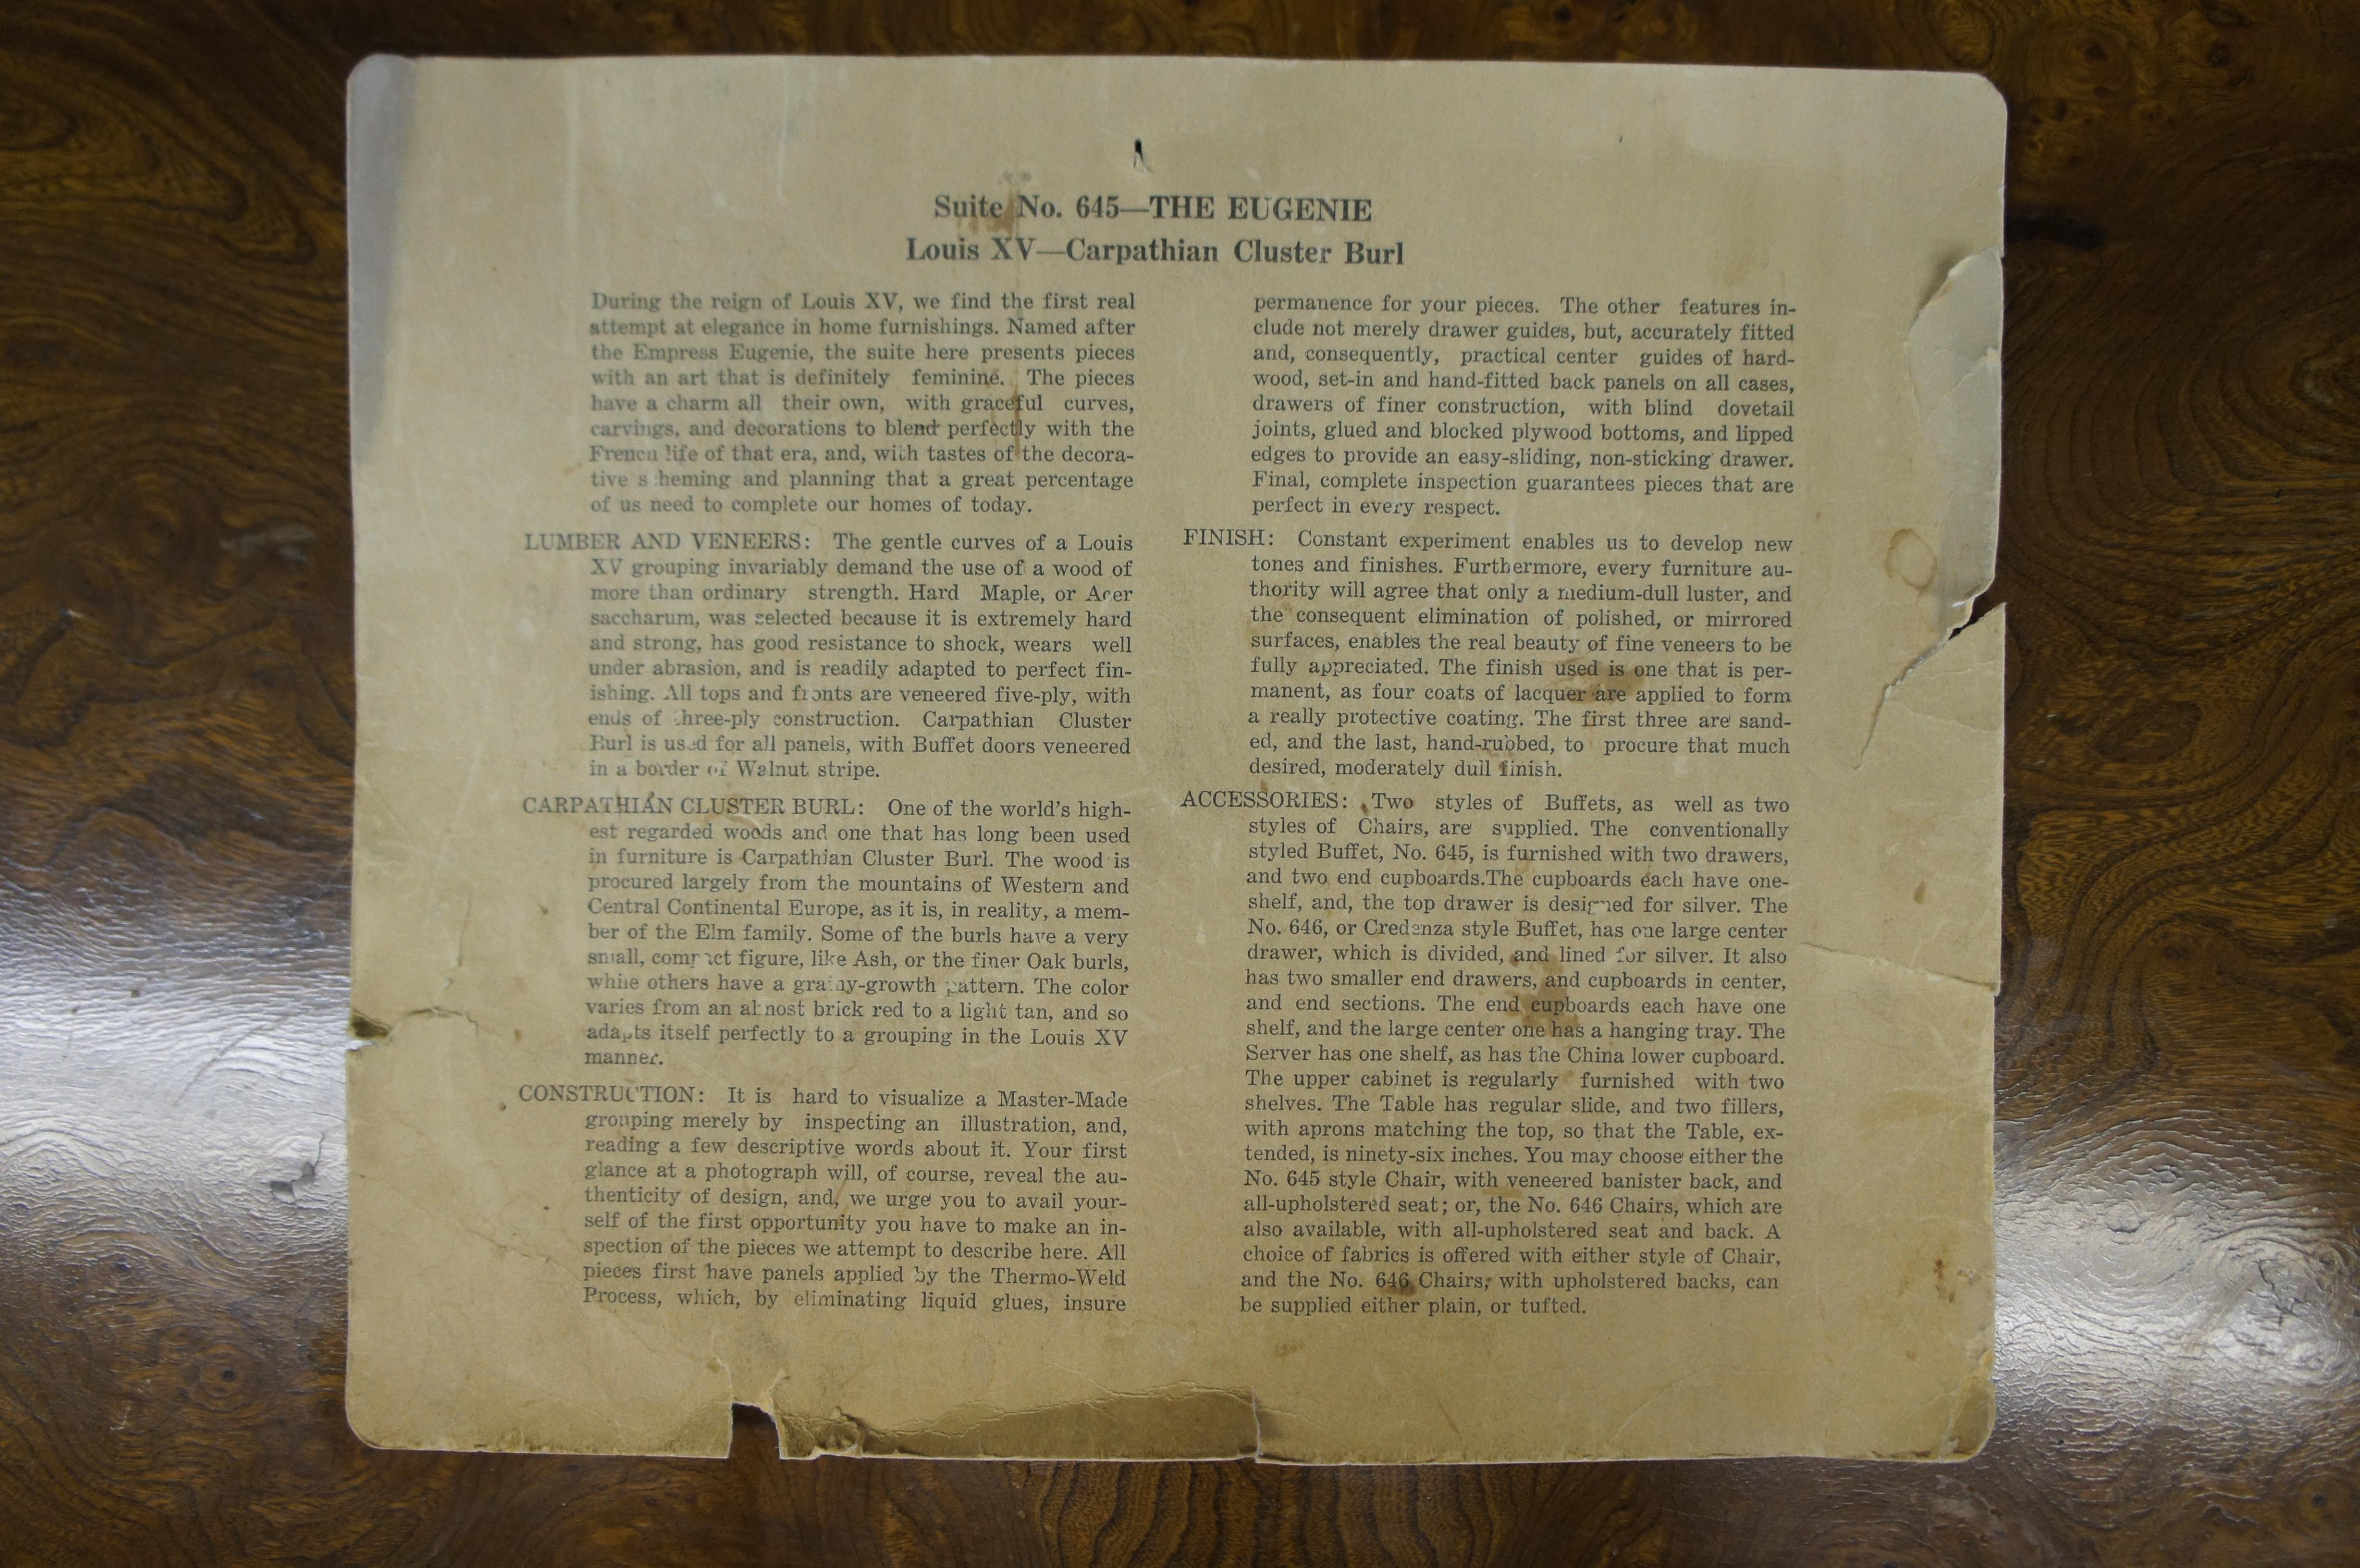 Suite No. 645—THE EUGENIE
Louis XV—Carpathian Cluster Burl
During the reign of Louis XV, we find the first real
attempt at elegance in home furnishings. Named after
the Empress Eugenie, the suite here presents pieces
with an art that is definitely feminine. The pieces
have a charm all their own, with graceful curves,
carvings, and decorations to blend perfectly with the
French life of that era, and, with tastes of the decora-
tive scheming and planning that a great percentage
of us need to complete our homes of today.
LUMBER AND VENEERS: The gentle curves of a Louis
XV grouping invariably demand the use of a wood of
more than ordinary strength. Hard Maple, or Acer
saccharum, was selected because it is extremely hard
and strong, has good resistance to shock, wears well
under abrasion, and is readily adapted to perfect fin-
ishing. All tops and fronts are veneered five-ply, with
ends of three-ply construction. Carpathian Cluster
Burl is used for all panels, with Buffet doors veneered
in a border of Walnut stripe.
CARPATHIAN CLUSTER BURL: One of the world's high-
est regarded woods and one that has long been used
in furniture is Carpathian Cluster Burl. The wood is
procured largely from the mountains of Western and
Central Continental Europe, as it is, in reality, a mem-
ber of the Elm family. Some of the burls have a very
small, compact figure, like Ash, or the finer Oak burls,
while others have a grainy-growth pattern. The color
varies from an almost brick red to a light tan, and so
adapts itself perfectly to a grouping in the Louis XV
manner.
CONSTRUCTION: It is hard to visualize a Master-Made
grouping merely by inspecting an illustration, and,
reading a few descriptive words about it. Your first
glance at a photograph will, of course, reveal the au-
thenticity of design, and, we urge you to avail your-
self of the first opportunity you have to make an in-
spection of the pieces we attempt to describe here. All
pieces first have panels applied by the Thermo-Weld
Process, which, by eliminating liquid glues, insure
permanence for your pieces. The other features in-
clude not merely drawer guides, but, accurately fitted
and, consequently, practical center guides of hard-
wood, set-in and hand-fitted back panels on all cases,
drawers of finer construction, with blind dovetail
joints, glued and blocked plywood bottoms, and lipped
edges to provide an easy-sliding, non-sticking drawer.
Final, complete inspection guarantees pieces that are
perfect in every respect.
FINISH: Constant experiment enables us to develop new
tones and finishes. Furthermore, every furniture au-
thority will agree that only a medium-dull luster, and
the consequent elimination of polished, or mirrored
surfaces, enables the real beauty of fine veneers to be
fully appreciated. The finish used is one that is per-
manent, as four coats of lacquer are applied to form
a really protective coating. The first three are sand-
ed, and the last, hand-rubbed, to procure that much
desired, moderately dull finish.
ACCESSORIES: Two styles of Buffets, as well as two
styles of Chairs, are supplied. The conventionally
styled Buffet, No. 645, is furnished with two drawers,
and two end cupboards.The cupboards each have one-
shelf, and, the top drawer is designed for silver. The
No. 646, or Credenza style Buffet, has one large center
drawer, which is divided, and lined for silver. It also
has two smaller end drawers, and cupboards in center,
and end sections. The end cupboards each have one
shelf, and the large center one has a hanging tray. The
Server has one shelf, as has the China lower cupboard.
The upper cabinet is regularly furnished with two
shelves. The Table has regular slide, and two fillers,
with aprons matching the top, so that the Table, ex-
tended, is ninety-six inches. You may choose either the
No. 645 style Chair, with veneered banister back, and
all-upholstered seat; or, the No. 646 Chairs, which are
also available, with all-upholstered seat and back. A
choice of fabrics is offered with either style of Chair,
and the No. 646 Chairs, with upholstered backs, can
be supplied either plain, or tufted.